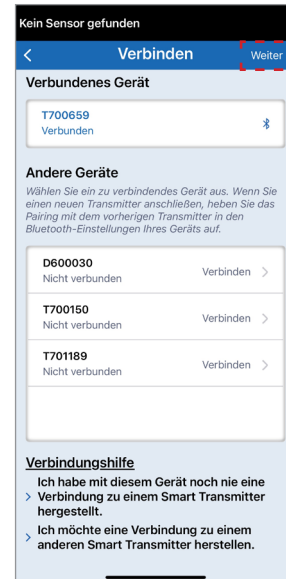 Kein Sensor gefunden
Verbinden
Weiter
Verbundenes Gerät
T700659
Verbunden
Andere Geräte
Wählen Sie ein zu verbindendes Gerät aus. Wenn Sie
einen neuen Transmitter anschließen, heben Sie das
Pairing mit dem vorherigen Transmitter in den
Bluetooth-Einstellungen Ihres Geräts auf.
D600030
Nicht verbunden
Verbinden
T700150
Nicht verbunden
Verbinden
T701189
Nicht verbunden
Verbinden
Verbindungshilfe
Ich habe mit diesem Gerät noch nie eine
Verbindung zu einem Smart Transmitter
hergestellt.
Ich möchte eine Verbindung zu einem
anderen Smart Transmitter herstellen.